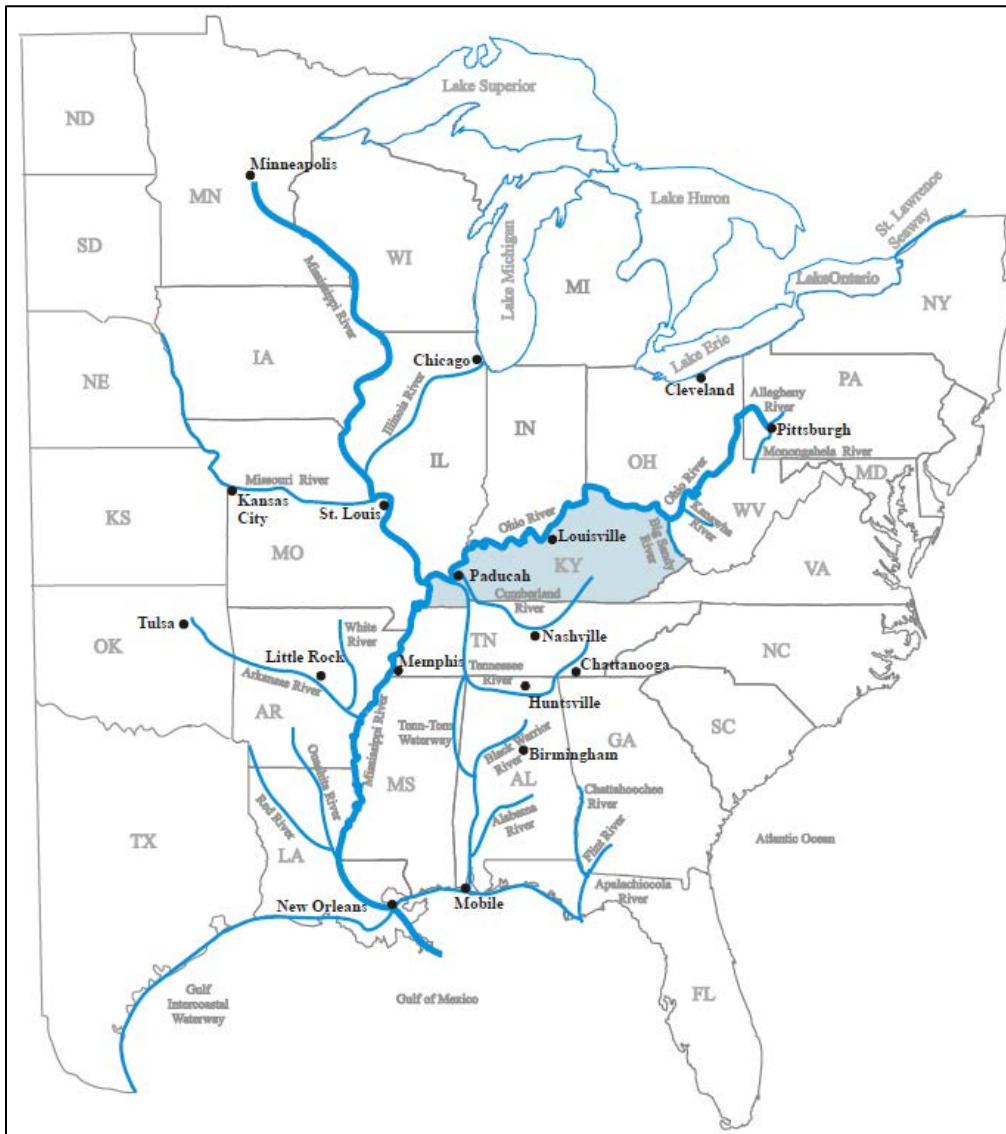 Lake Superior
ND
Minneapolis
MN
Lake Huron
St. Lawrence
Seaway
SD
WI
Lake Michigan
MI
LakeOntario
Mississippi River
NY
Lake Erie
IA
Chicago
NE
Cleveland
PA
Illinois River
Allegheny
River
IN
Pittsburgh
OH
Monongahela River
IL
MD
Missouri River
Ohio River
Kansas
City
St. Louis
Kanawha
River
WV
KS
Ohio River
Big Sandy
River
MO
Louisville
VA
Paducah
KY
Cumberland
River
Tulsa
White
River
OK
TN
Nashville
NC
Little Rock
Memphis
Tennessee
River
Chattanooga
Arkansas River
Huntsville
AR
Mississippi River
Tenn-Tom
Waterway
SC
Black Warrior
River
GA
Birmingham
Ouachita River
MS
AL
Chattahoochee
River
Red River
Alabama
River
TX
Flint River
Atlantic Ocean
LA
Apalachiocola
River
New Orleans
Mobile
Gulf
Intercoastal
Waterway
Gulf of Mexico
FL